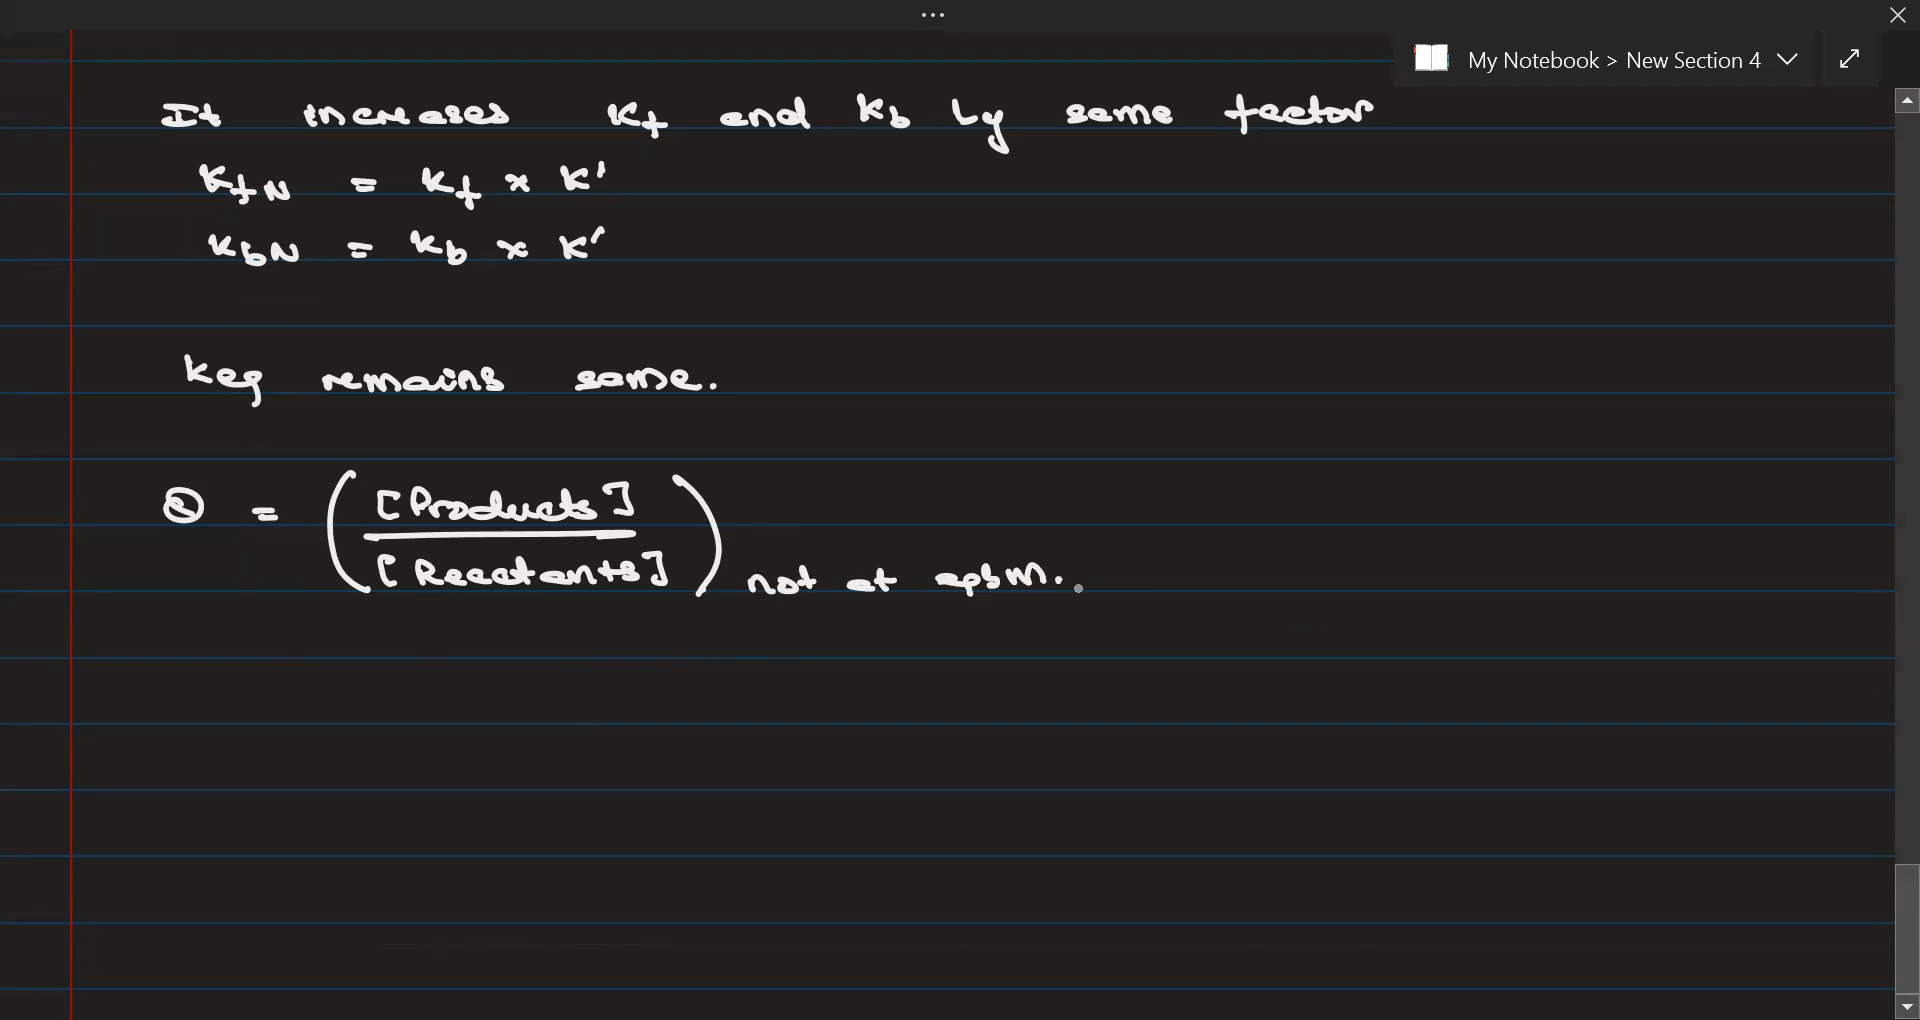 My Notebook > New Section 4
It increases Kf and Kb by same factor
KfN = Kf × K'
KbN = Kb × K'
Keq remains same.
Q = ([Products] / [Reactants]) not at eqbm.